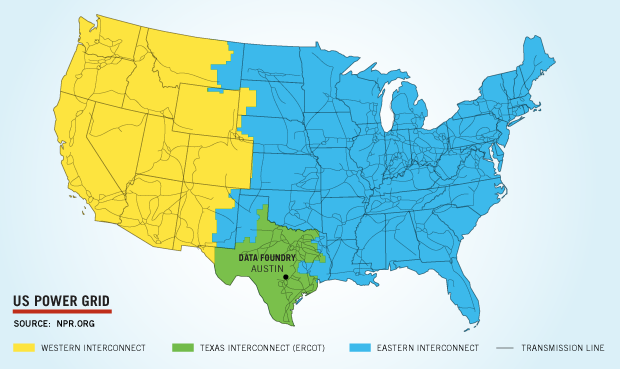 DATA FOUNDRY
AUSTIN
US POWER GRID
SOURCE: NPR.ORG
WESTERN INTERCONNECT
TEXAS INTERCONNECT (ERCOT)
EASTERN INTERCONNECT
TRANSMISSION LINE